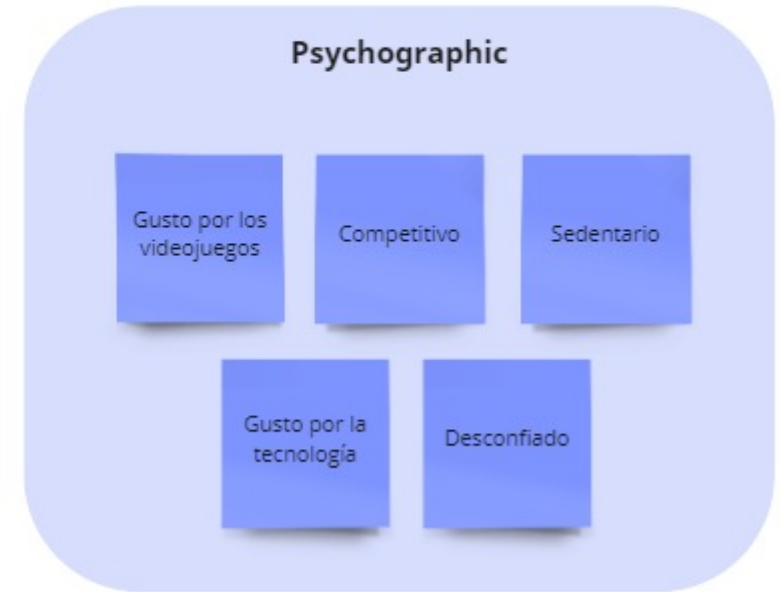 Psychographic
Gusto por los
videojuegos
Competitivo
Sedentario
Gusto por la
tecnología
Desconfiado